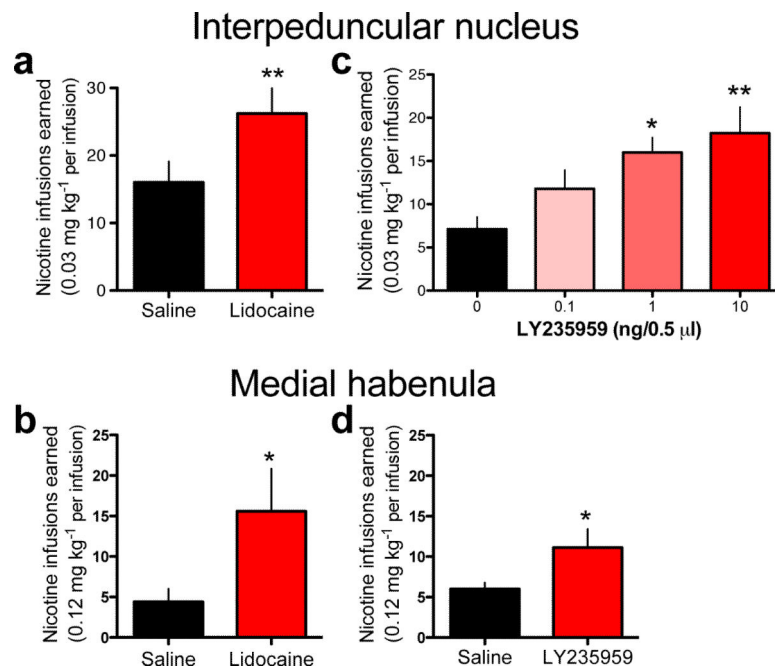 Interpeduncular nucleus
a
Nicotine infusions earned
(0.03 mg kg-1 per infusion)
30
20
10
0
**
Saline
Lidocaine
c
Nicotine infusions earned
(0.03 mg kg-1 per infusion)
25
20
15
10
5
0
*
**
0
0.1
1
10
LY235959 (ng/0.5 µl)
Medial habenula
b
Nicotine infusions earned
(0.12 mg kg-1 per infusion)
25
20
15
10
5
0
*
Saline
Lidocaine
d
Nicotine infusions earned
(0.12 mg kg-1 per infusion)
25
20
15
10
5
0
*
Saline
LY235959